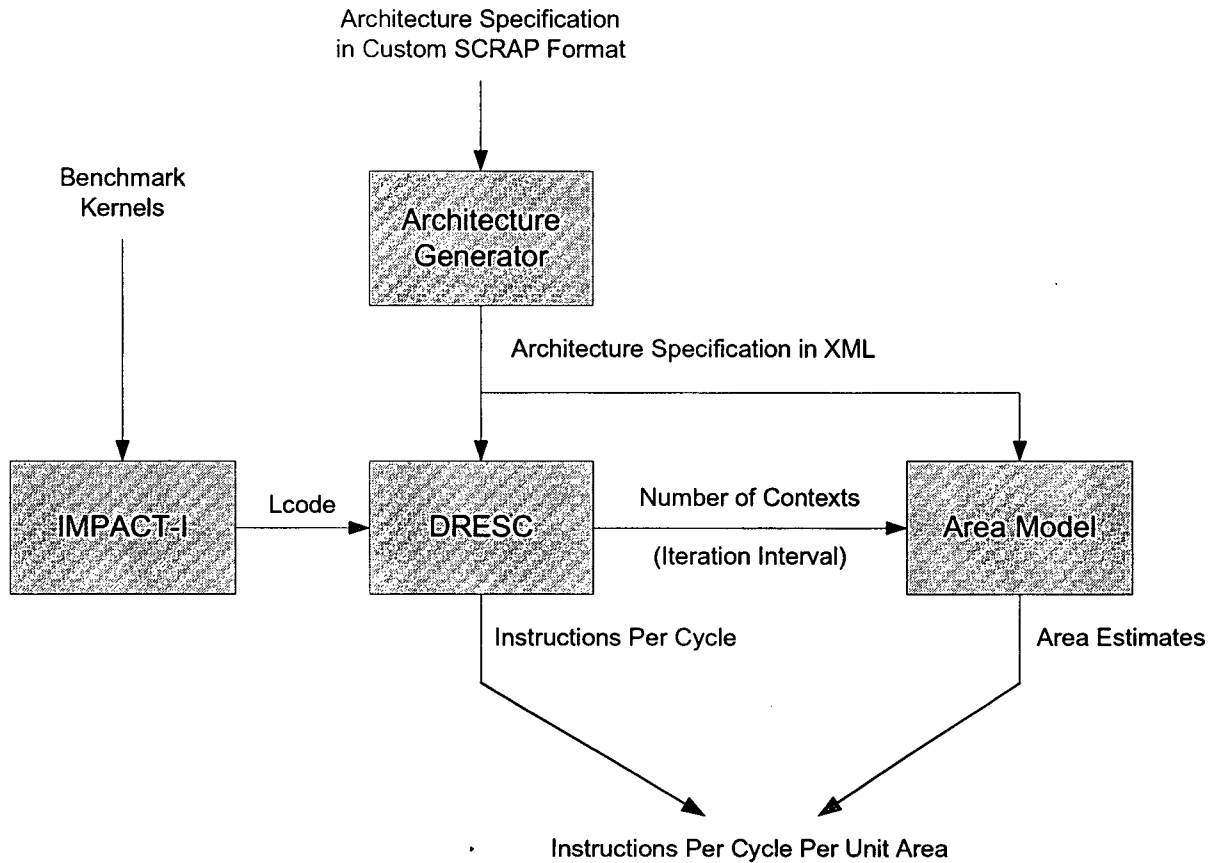 Architecture Specification
in Custom SCRAP Format
Benchmark
Kernels
Architecture
Generator
Architecture Specification in XML
IMPACT-I
Lcode
DRESC
Number of Contexts
(Iteration Interval)
Area Model
Instructions Per Cycle
Area Estimates
Instructions Per Cycle Per Unit Area